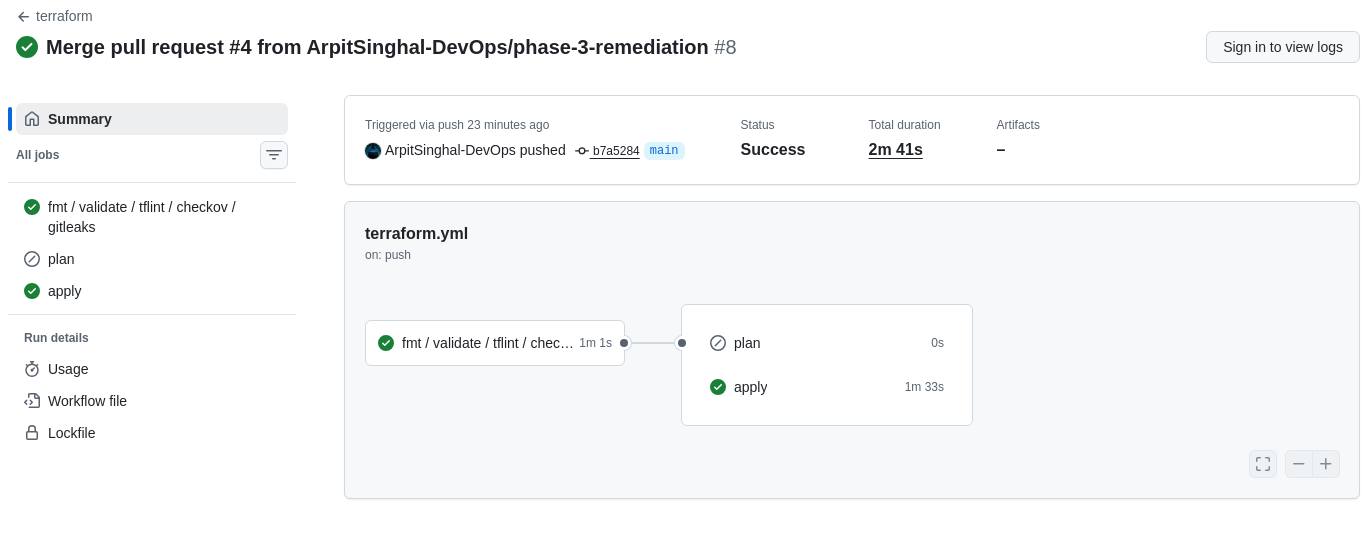 terraform
Merge pull request #4 from ArpitSinghal-DevOps/phase-3-remediation #8
Sign in to view logs
Summary
All jobs
fmt / validate / tflint / checkov /
gitleaks
plan
apply
Run details
Usage
Workflow file
Lockfile
Triggered via push 23 minutes ago
ArpitSinghal-DevOps pushed b7a5284 main
Status
Success
Total duration
2m 41s
Artifacts
–
terraform.yml
on: push
fmt / validate / tflint / chec… 1m 1s
plan 0s
apply 1m 33s